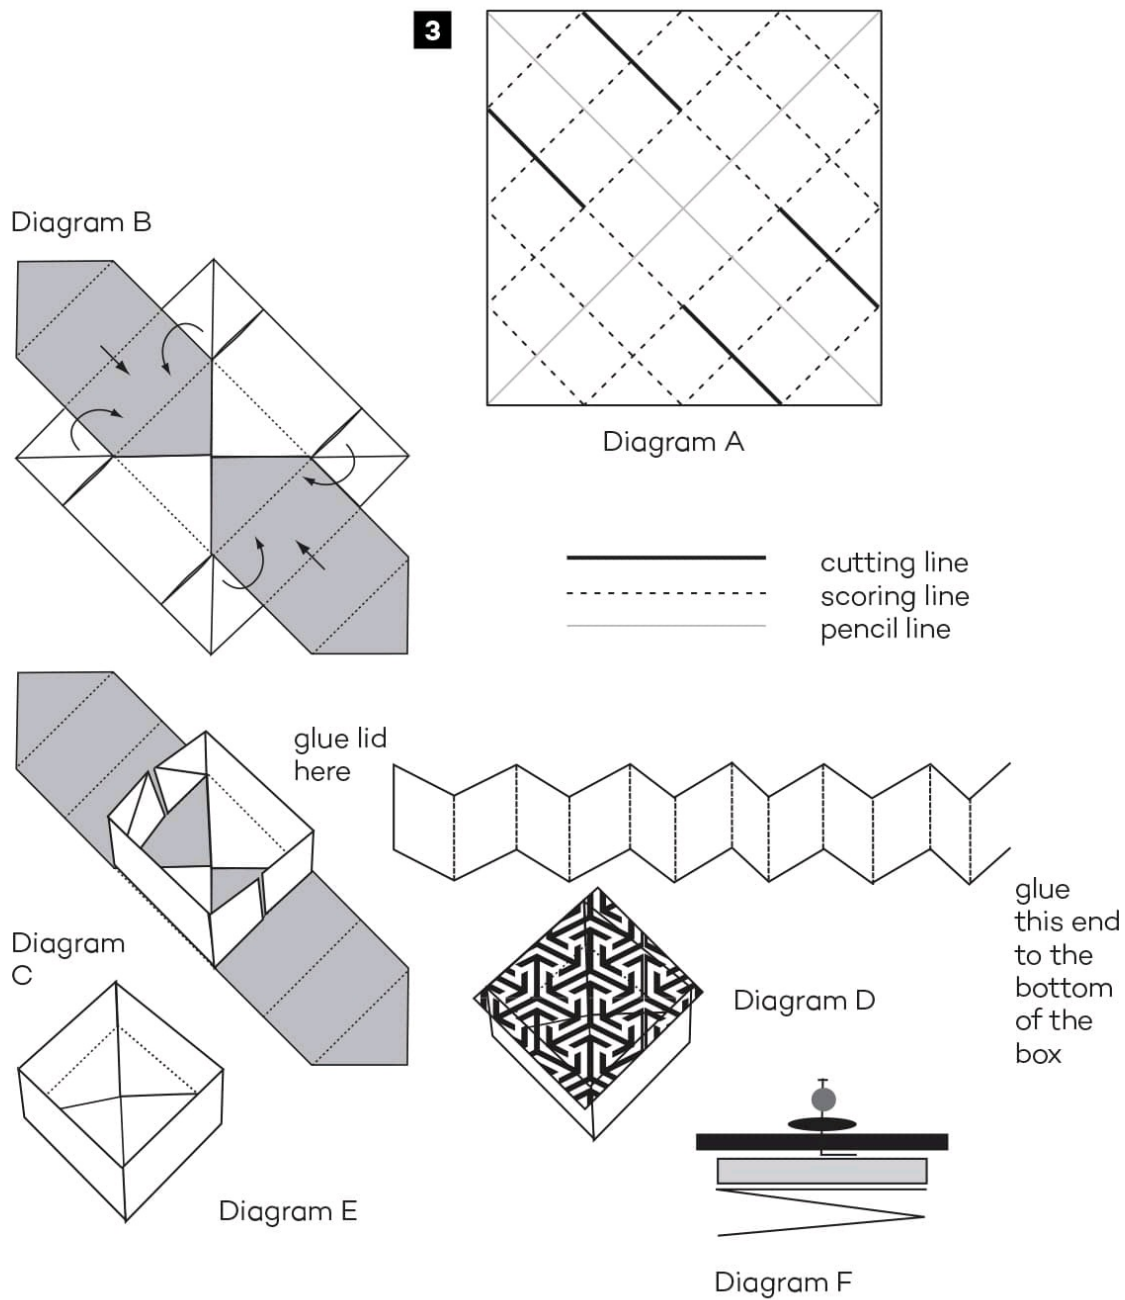 3
Diagram B
Diagram A
cutting line
scoring line
pencil line
glue lid
here
Diagram
C
glue
this end
to the
bottom
of the
box
Diagram D
Diagram E
Diagram F